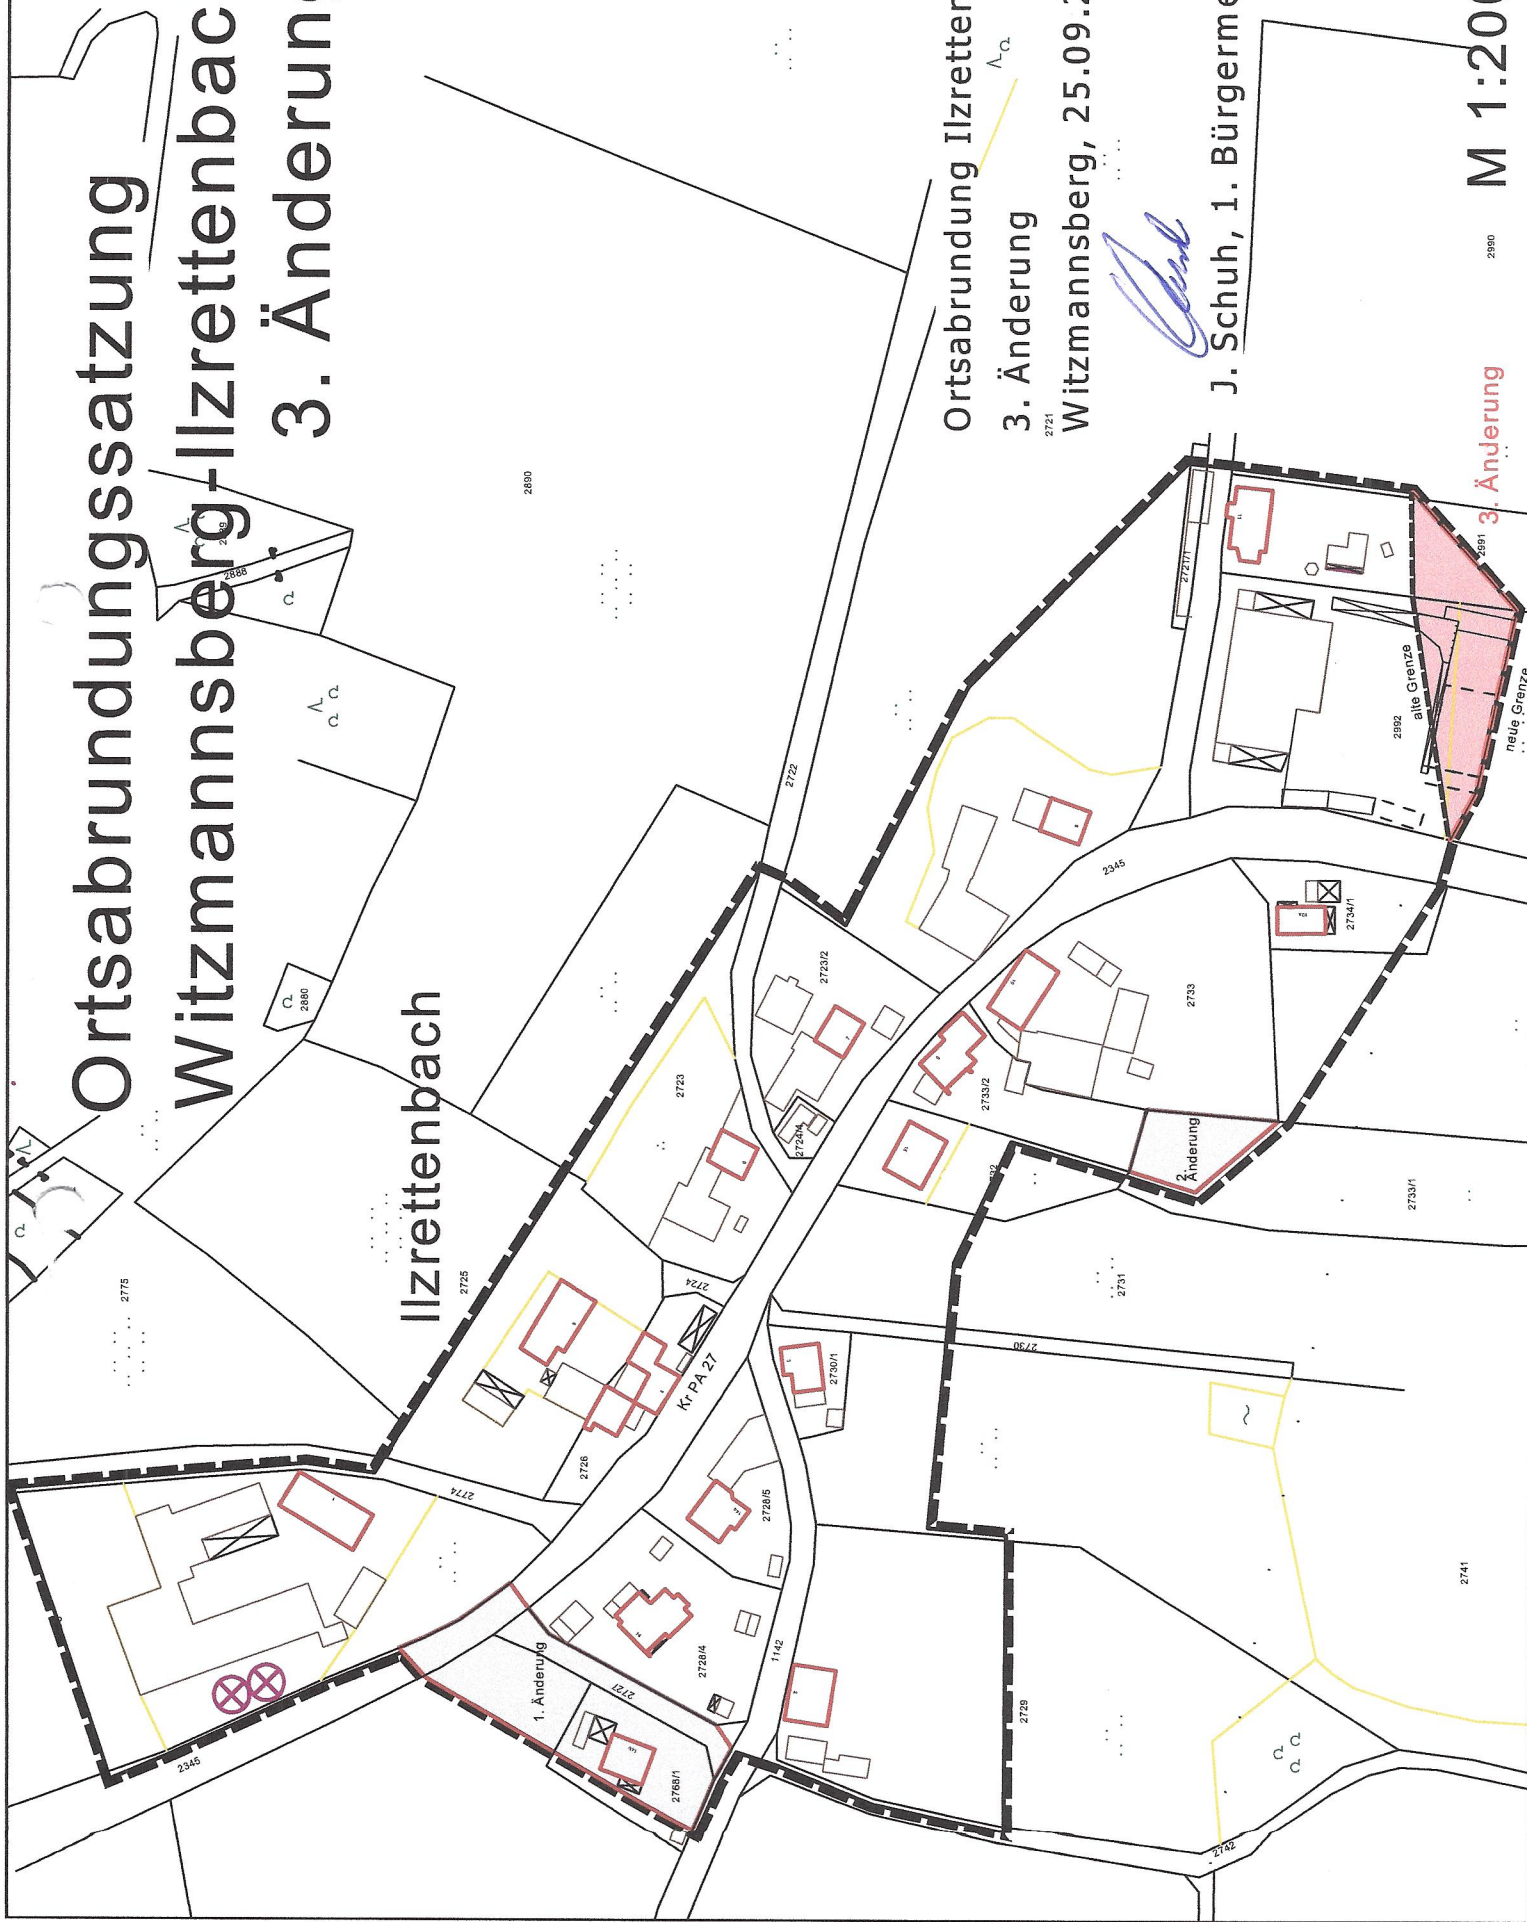 Ortsabrundungssatzung
Witzmannsberg-Ilzrettenbac
3. Änderun
Ilzrettenbach
Ortsabrundung Ilzretten
3. Änderung
Witzmannsberg, 25.09.2
J. Schuh, 1. Bürgerme
M 1:200
3. Änderung
alte Grenze
neue Grenze
2.
Änderung
1. Änderung
Kr PA 27
2888
2890
2880
2775
2725
2722
2723
2723/2
2724/4
2724
2726
2774
2345
2345
2721
2721/1
2990
2991
2992
2733
2733/2
2733/1
2734/1
2731
2730
2730/1
2728/5
2728/4
2727
2768/1
1142
2729
2741
2742